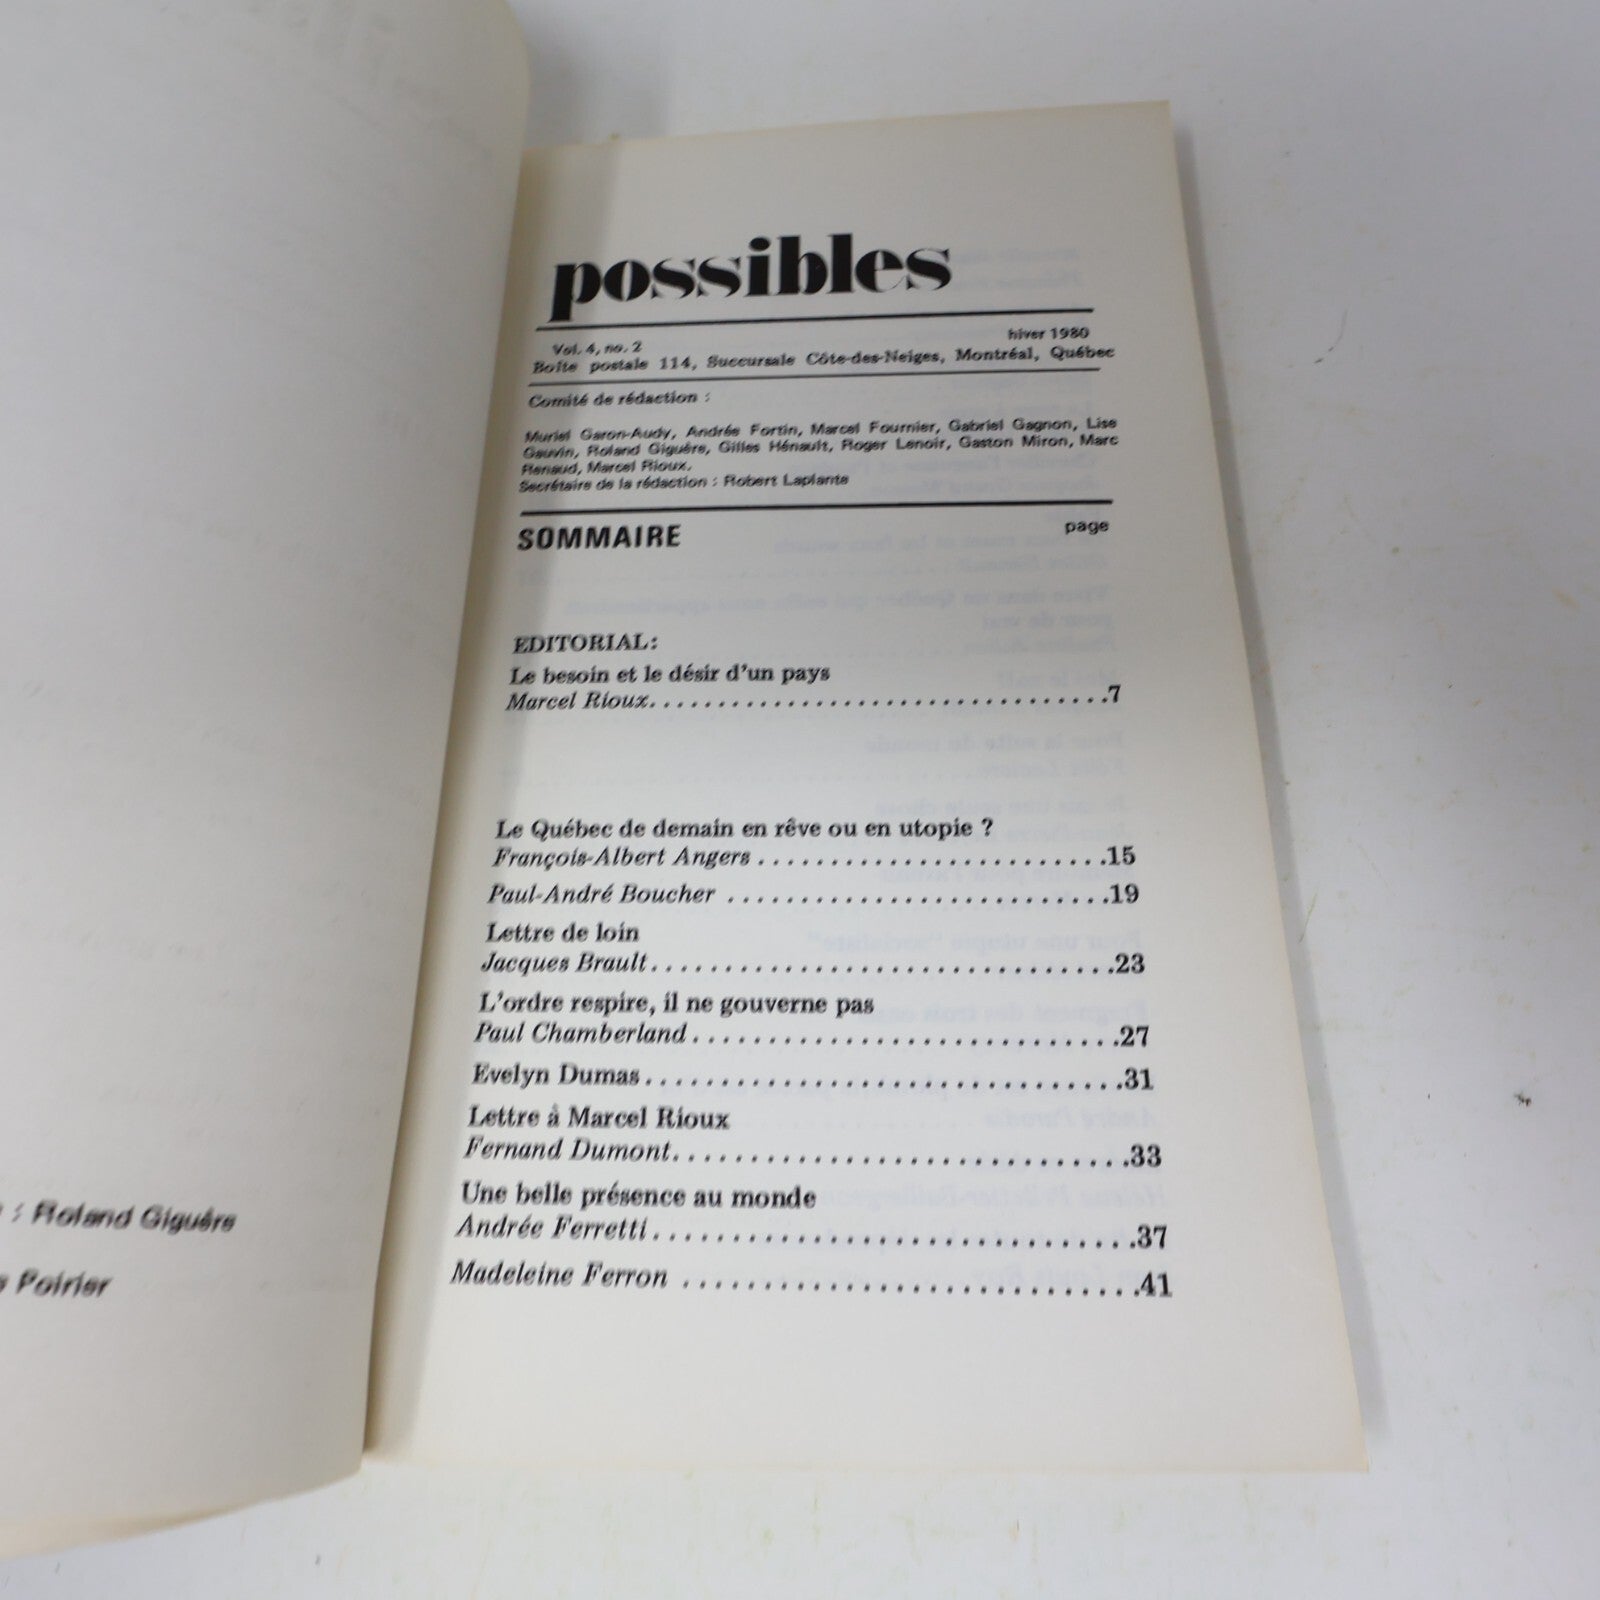 : Roland Giguère
Poirier
possibles
hiver 1980
Vol. 4, no. 2
Boîte postale 114, Succursale Côte-des-Neiges, Montréal, Québec
Comité de rédaction :
Muriel Garon-Audy, Andrée Fortin, Marcel Fournier, Gabriel Gagnon, Lise
Gauvin, Roland Giguère, Gilles Hénault, Roger Lenoir, Gaston Miron, Marc
Renaud, Marcel Rioux.
Secrétaire de la rédaction : Robert Laplante
SOMMAIRE page
EDITORIAL:
Le besoin et le désir d'un pays
Marcel Rioux.................................7
Le Québec de demain en rêve ou en utopie ?
François-Albert Angers.........................15
Paul-André Boucher ...........................19
Lettre de loin
Jacques Brault................................23
L'ordre respire, il ne gouverne pas
Paul Chamberland.............................27
Evelyn Dumas................................31
Lettre à Marcel Rioux
Fernand Dumont..............................33
Une belle présence au monde
Andrée Ferretti................................37
Madeleine Ferron .............................41